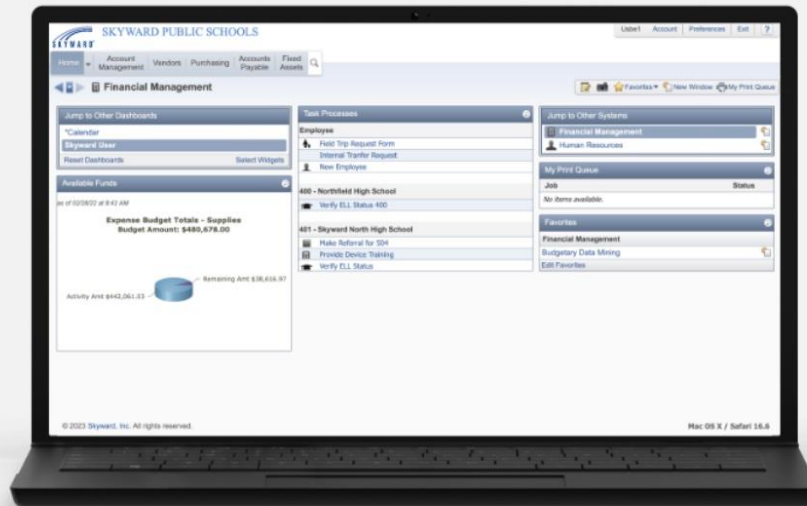 SKYWARD
SKYWARD PUBLIC SCHOOLS
User1 Account Preferences Exit ?
Home Account Management Vendors Purchasing Accounts Payable Fixed Assets
Financial Management
Favorites New Window My Print Queue
Jump to Other Dashboards
*Calendar
Skyward User
Reset Dashboards Select Widgets
Available Funds
as of 02/28/22 at 8:43 AM
Expense Budget Totals - Supplies
Budget Amount: $480,678.00
Remaining Amt $38,616.97
Activity Amt $442,061.03
Task Processes
Employee
Field Trip Request Form
Internal Tranfer Request
New Employee
400 - Northfield High School
Verify ELL Status 400
401 - Skyward North High School
Make Referral for 504
Provide Device Training
Verify ELL Status
Jump to Other Systems
Financial Management
Human Resources
My Print Queue
Job Status
No items available.
Favorites
Financial Management
Budgetary Data Mining
Edit Favorites
© 2023 Skyward, Inc. All rights reserved.
Mac OS X / Safari 16.6